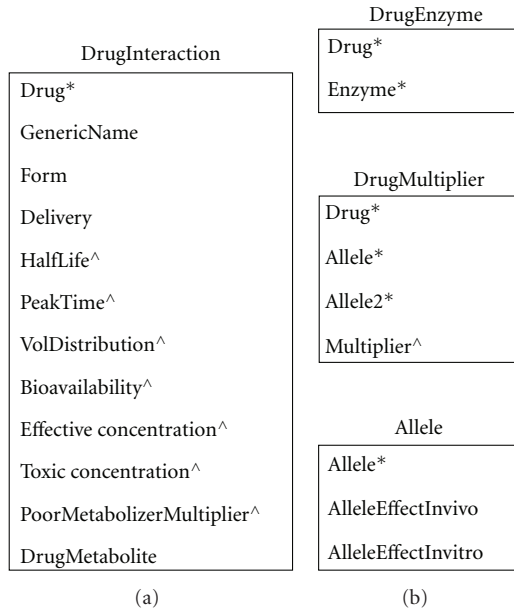 DrugInteraction
Drug*
GenericName
Form
Delivery
HalfLife^
PeakTime^
VolDistribution^
Bioavailability^
Effective concentration^
Toxic concentration^
PoorMetabolizerMultiplier^
DrugMetabolite
(a)
DrugEnzyme
Drug*
Enzyme*
DrugMultiplier
Drug*
Allele*
Allele2*
Multiplier^
Allele
Allele*
AlleleEffectInvivo
AlleleEffectInvitro
(b)